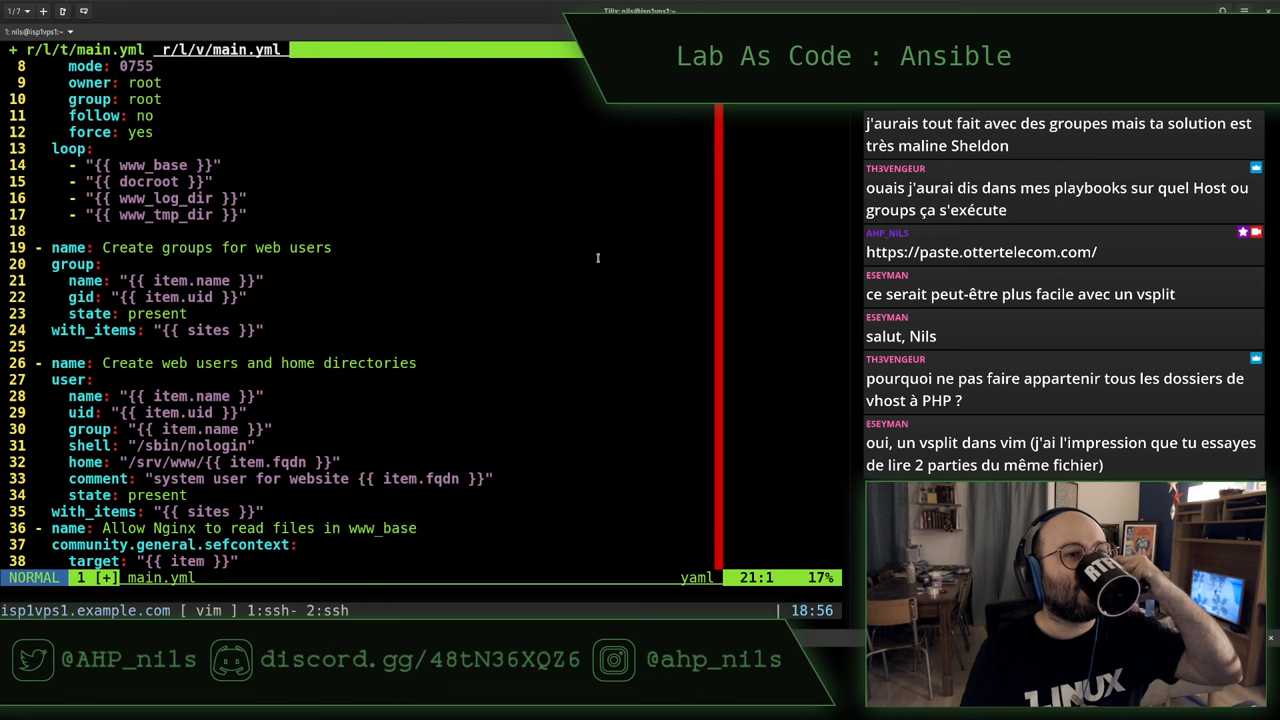 1 / 7
Tilix: nils@isp1vps1:~
1: nils@isp1vps1:~
Lab As Code : Ansible
+ r/l/t/main.yml  r/l/v/main.yml
8     mode: 0755
9     owner: root
10     group: root
11     follow: no
12     force: yes
13   loop:
14     - "{{ www_base }}"
15     - "{{ docroot }}"
16     - "{{ www_log_dir }}"
17     - "{{ www_tmp_dir }}"
18
19 - name: Create groups for web users
20   group:
21     name: "{{ item.name }}"
22     gid: "{{ item.uid }}"
23     state: present
24   with_items: "{{ sites }}"
25
26 - name: Create web users and home directories
27   user:
28     name: "{{ item.name }}"
29     uid: "{{ item.uid }}"
30     group: "{{ item.name }}"
31     shell: "/sbin/nologin"
32     home: "/srv/www/{{ item.fqdn }}"
33     comment: "system user for website {{ item.fqdn }}"
34     state: present
35   with_items: "{{ sites }}"
36 - name: Allow Nginx to read files in www_base
37   community.general.sefcontext:
38     target: "{{ item }}"
NORMAL 1 [+] main.yml yaml 21:1 17%
isp1vps1.example.com [ vim ] 1:ssh- 2:ssh | 18:56
j'aurais tout fait avec des groupes mais ta solution est
très maline Sheldon
TH3VENGEUR
ouais j'aurai dis dans mes playbooks sur quel Host ou
groups ça s'exécute
AHP_NILS
https://paste.ottertelecom.com/
ESEYMAN
ce serait peut-être plus facile avec un vsplit
ESEYMAN
salut, Nils
TH3VENGEUR
pourquoi ne pas faire appartenir tous les dossiers de
vhost à PHP ?
ESEYMAN
oui, un vsplit dans vim (j'ai l'impression que tu essayes
de lire 2 parties du même fichier)
RTFM
LINUX
@AHP_nils discord.gg/48tN36XQZ6 @ahp_nils